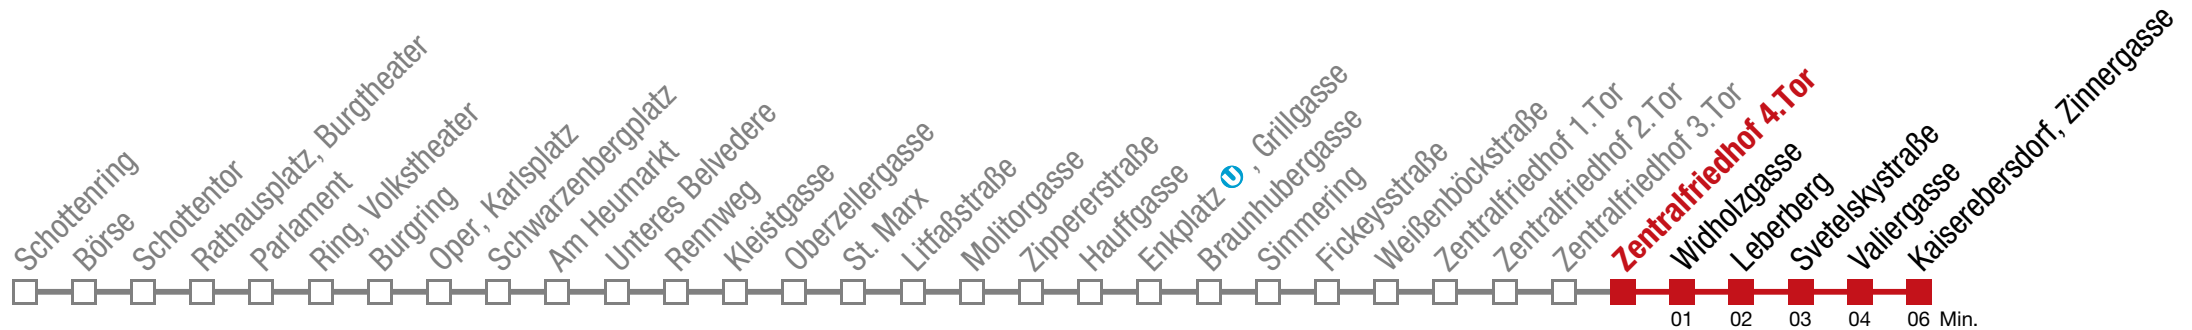 Schottenring
Börse
Schottentor
Rathausplatz, Burgtheater
Parlament
Ring, Volkstheater
Burgring
Oper, Karlsplatz
Schwarzenbergplatz
Am Heumarkt
Unteres Belvedere
Rennweg
Kleistgasse
Oberzellergasse
St. Marx
Litfaßstraße
Molitorgasse
Zippererstraße
Hauffgasse
Enkplatz U, Grillgasse
Braunhubergasse
Simmering
Fickeysstraße
Weißenböckstraße
Zentralfriedhof 1.Tor
Zentralfriedhof 2.Tor
Zentralfriedhof 3.Tor
Zentralfriedhof 4.Tor
Widholzgasse
Leberberg
Svetelskystraße
Valiergasse
Kaiserebersdorf, Zinnergasse
01 02 03 04 06 Min.